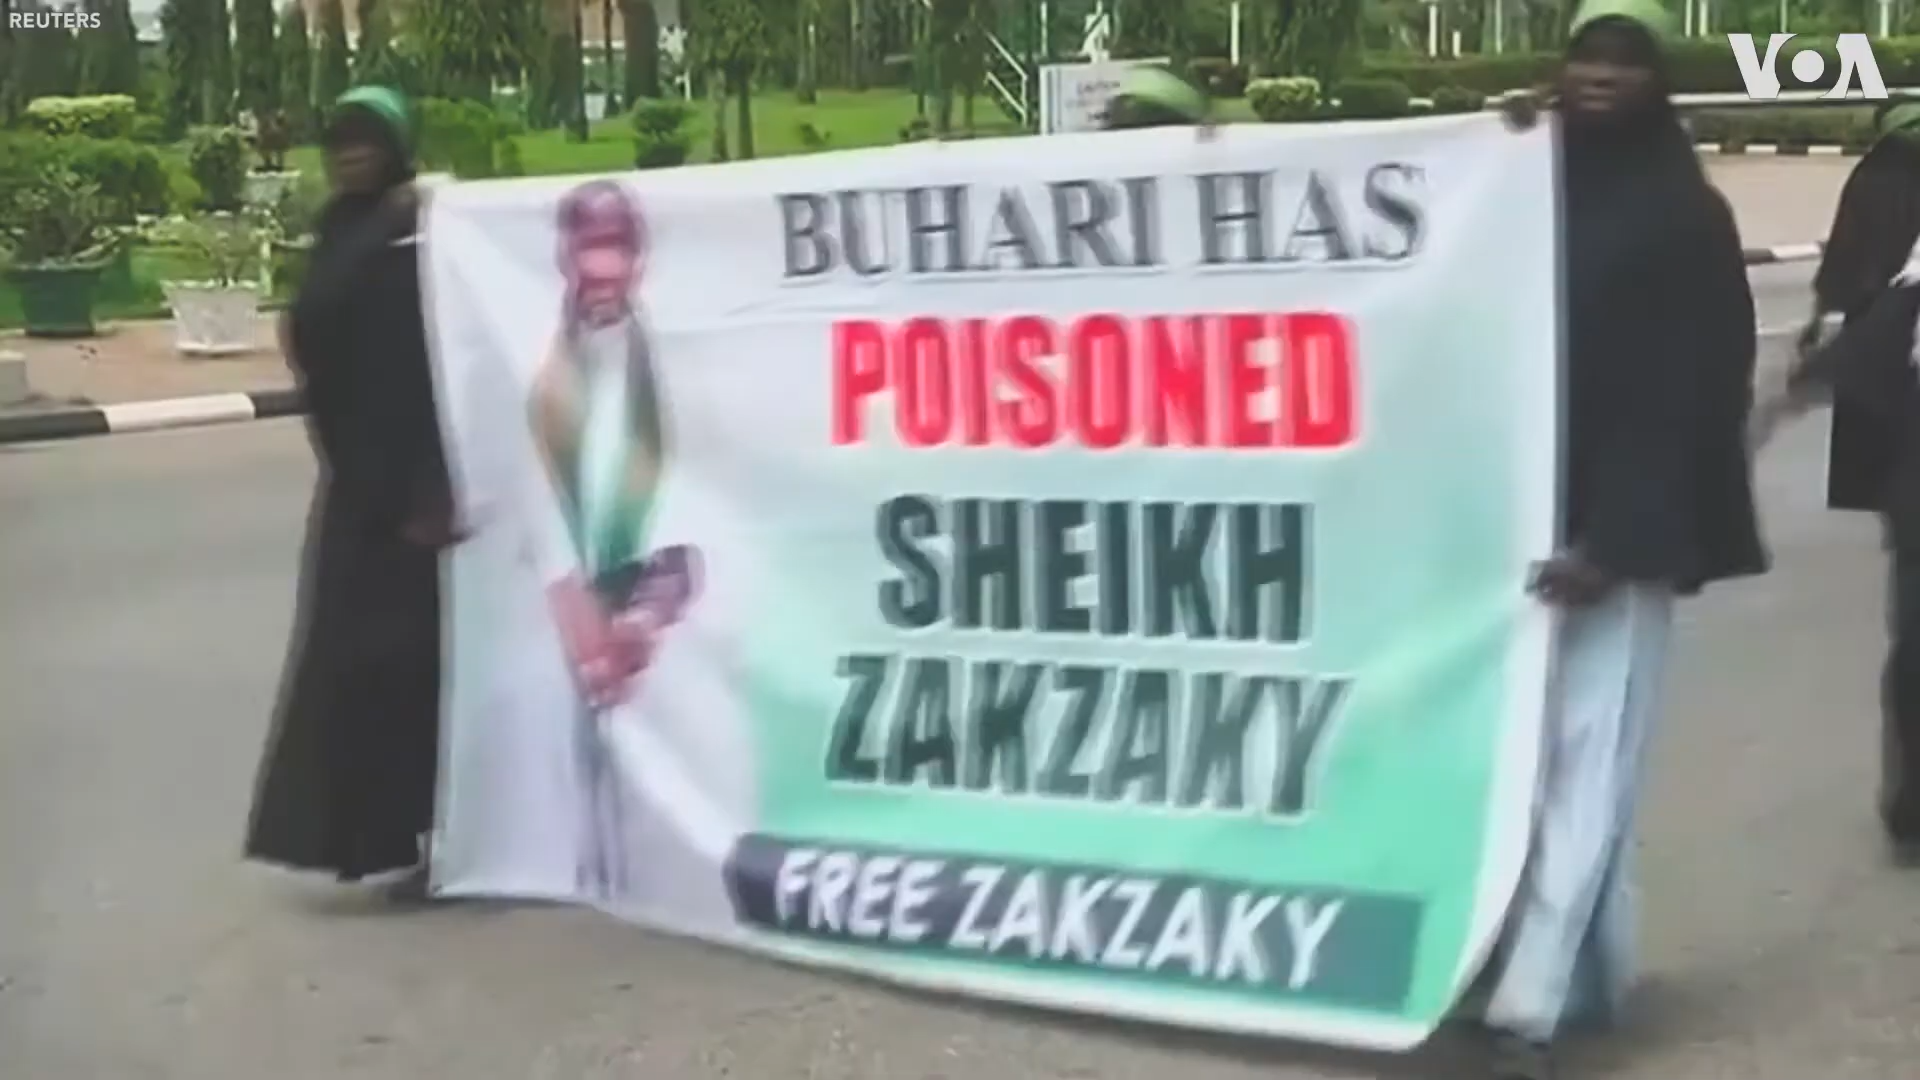 REUTERS
VOA
BUHARI HAS
POISONED
SHEIKH
ZAKZAKY
FREE ZAKZAKY